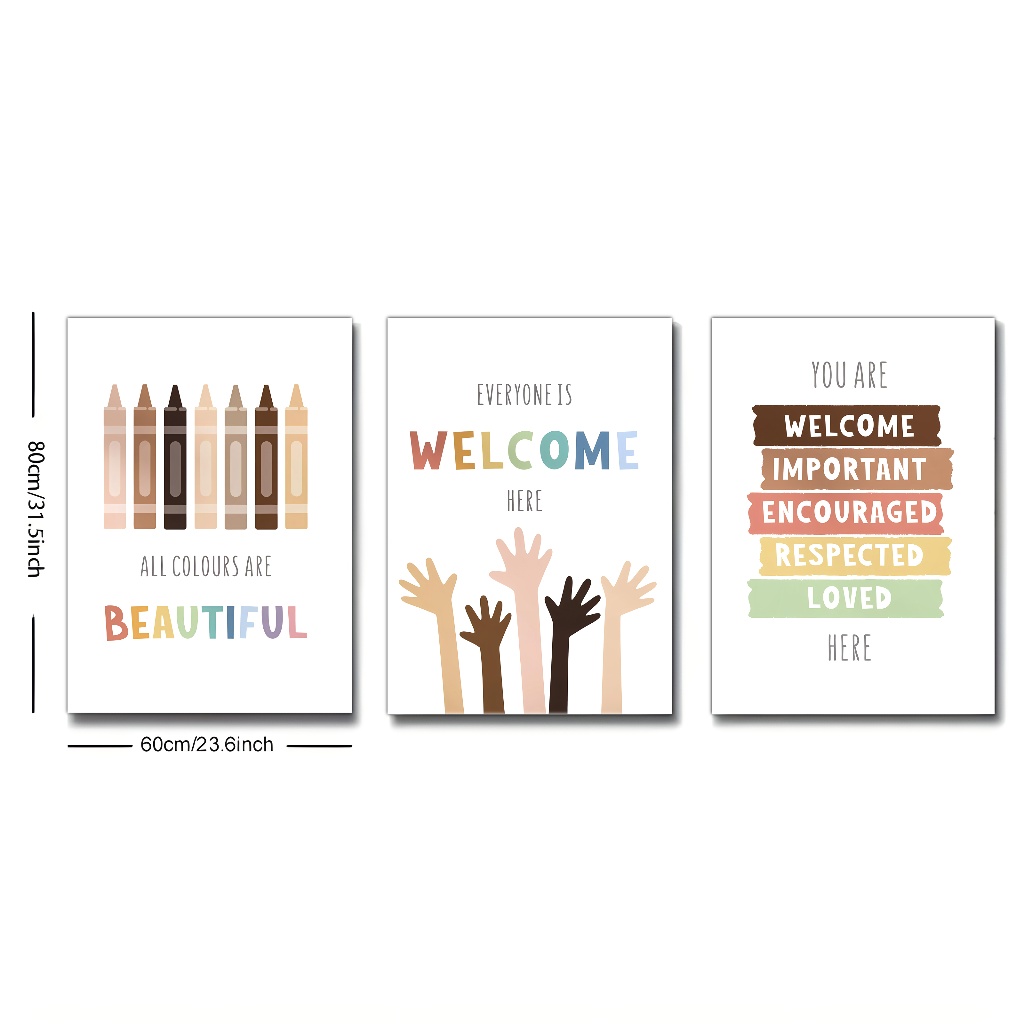 80cm/31.5inch
ALL COLOURS ARE
BEAUTIFUL
60cm/23.6inch
EVERYONE IS
WELCOME
HERE
YOU ARE
WELCOME
IMPORTANT
ENCOURAGED
RESPECTED
LOVED
HERE